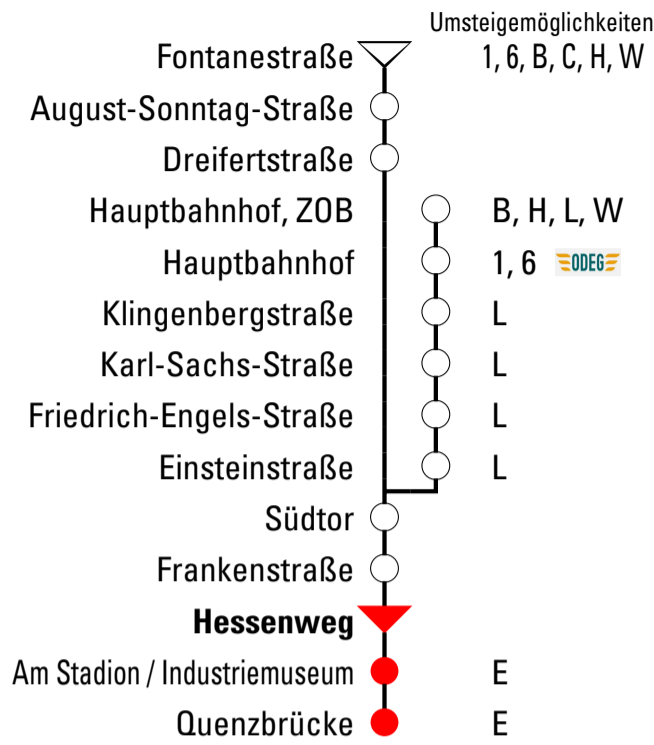 Umsteigemöglichkeiten
Fontanestraße 1, 6, B, C, H, W
August-Sonntag-Straße
Dreifertstraße
Hauptbahnhof, ZOB B, H, L, W
Hauptbahnhof 1, 6 ODEG
Klingenbergstraße L
Karl-Sachs-Straße L
Friedrich-Engels-Straße L
Einsteinstraße L
Südtor
Frankenstraße
Hessenweg
Am Stadion / Industriemuseum E
Quenzbrücke E